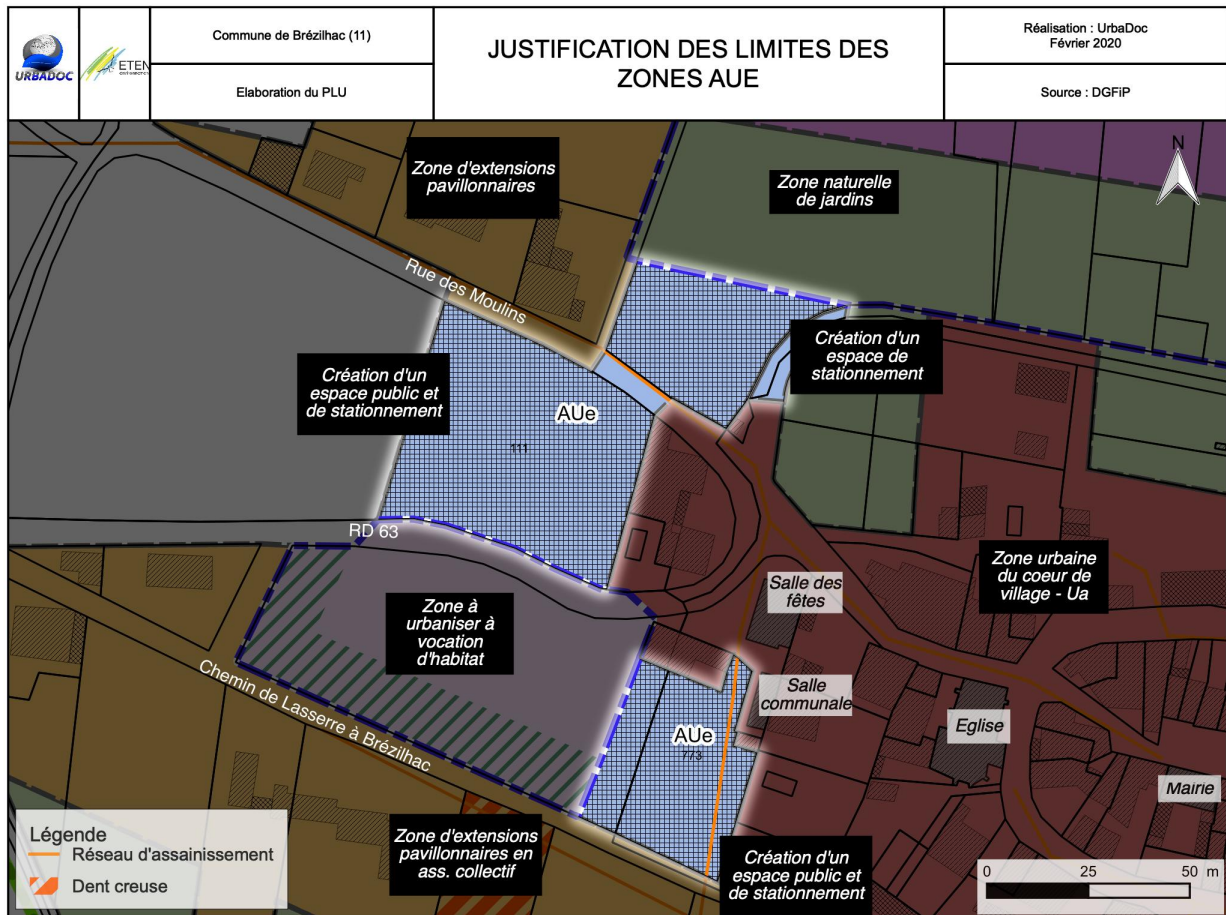 URBADOC
ETEN
Commune de Brézilhac (11)
Elaboration du PLU
JUSTIFICATION DES LIMITES DES
ZONES AUE
Réalisation : UrbaDoc
Février 2020
Source : DGFiP
Zone d'extensions
pavillonnaires
Zone naturelle
de jardins
N
Rue des Moulins
Création d'un
espace de
stationnement
Création d'un
espace public et
de stationnement
AUe
111
RD 63
Zone urbaine
du coeur de
village - Ua
Salle des
fêtes
Zone à
urbaniser à
vocation
d'habitat
Chemin de Lasserre à Brézilhac
Salle
communale
AUe
773
Eglise
Mairie
Légende
Réseau d'assainissement
Dent creuse
Zone d'extensions
pavillonnaires en
ass. collectif
Création d'un
espace public et
de stationnement
0 25 50 m